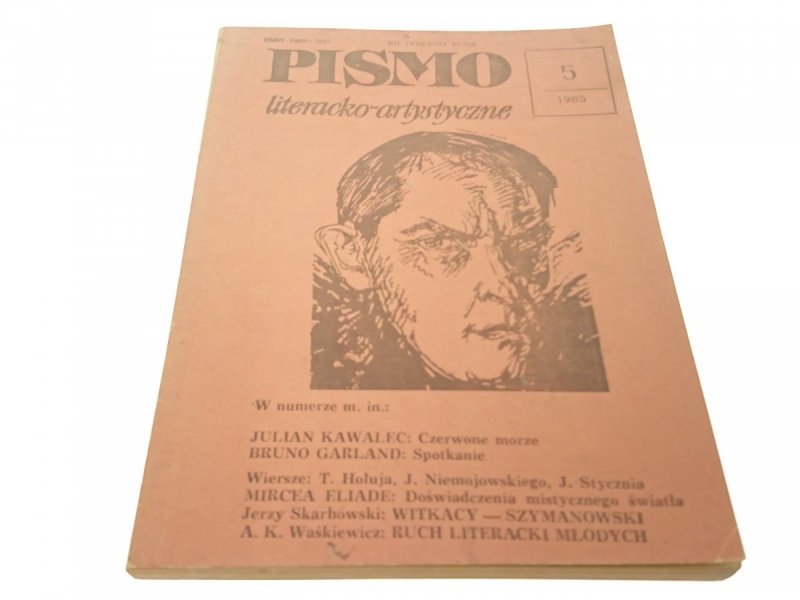 PISMO
literacko-artystyczne
5
1985
W numerze m. in.:
JULIAN KAWALEC: Czerwone morze
BRUNO GARLAND: Spotkanie
Wiersze: T. Hołuja, J. Niemojowskiego, J. Stycznia
MIRCEA ELIADE: Doświadczenia mistycznego światła
Jerzy Skarbowski: WITKACY — SZYMANOWSKI
A. K. Waśkiewicz: RUCH LITERACKI MŁODYCH